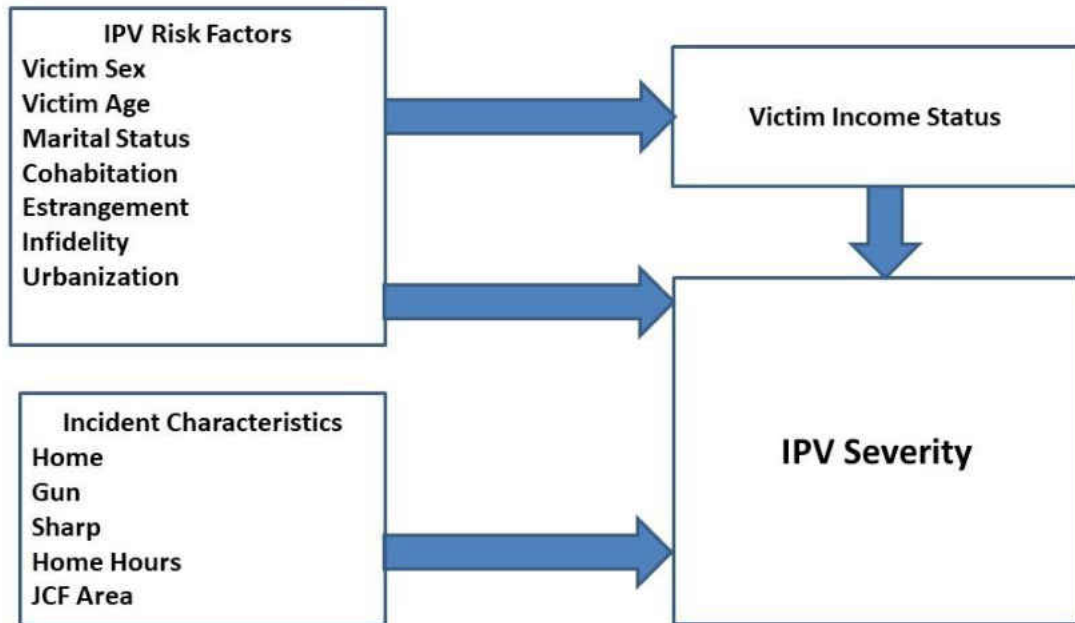 IPV Risk Factors
Victim Sex
Victim Age
Marital Status
Cohabitation
Estrangement
Infidelity
Urbanization
Victim Income Status
Incident Characteristics
Home
Gun
Sharp
Home Hours
JCF Area
IPV Severity